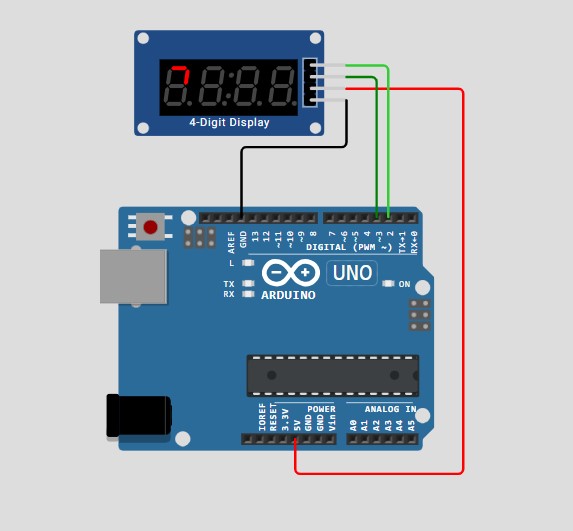 4-Digit Display
AREF
GND
13
12
~11
~10
~9
8
7
~6
~5
4
~3
2
TX→1
RX←0
DIGITAL (PWM ~)
L
TX
RX
UNO
ON
ARDUINO
IOREF
RESET
3.3V
5V
GND
GND
Vin
POWER
ANALOG IN
A0
A1
A2
A3
A4
A5